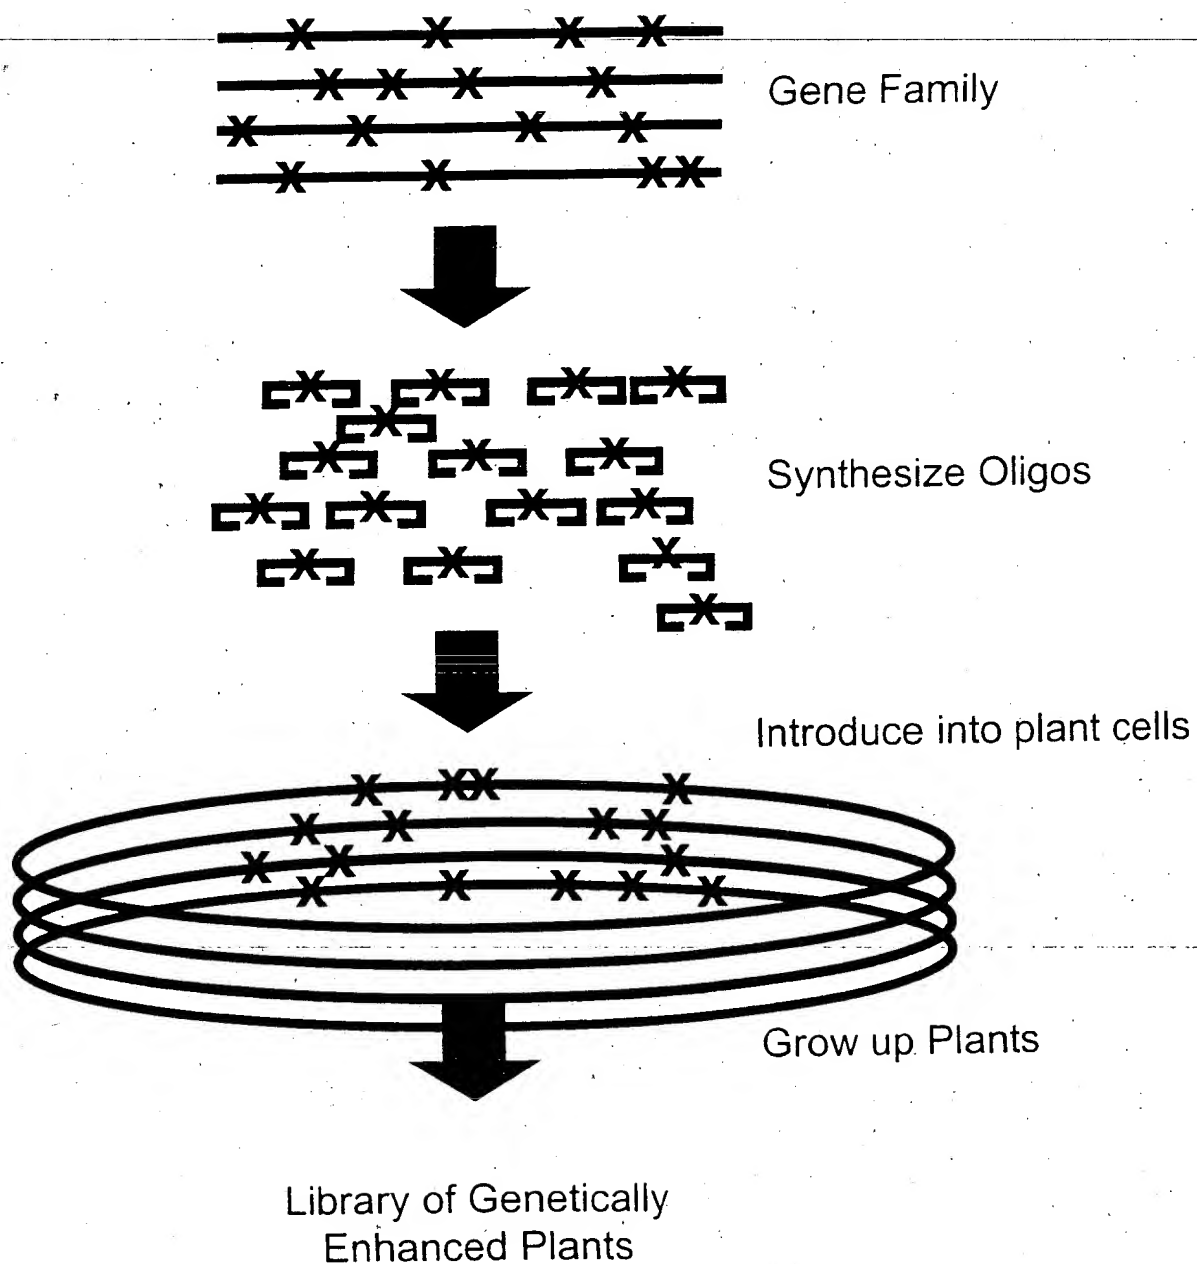 Gene Family
Synthesize Oligos
Introduce into plant cells
Grow up Plants
Library of Genetically
Enhanced Plants